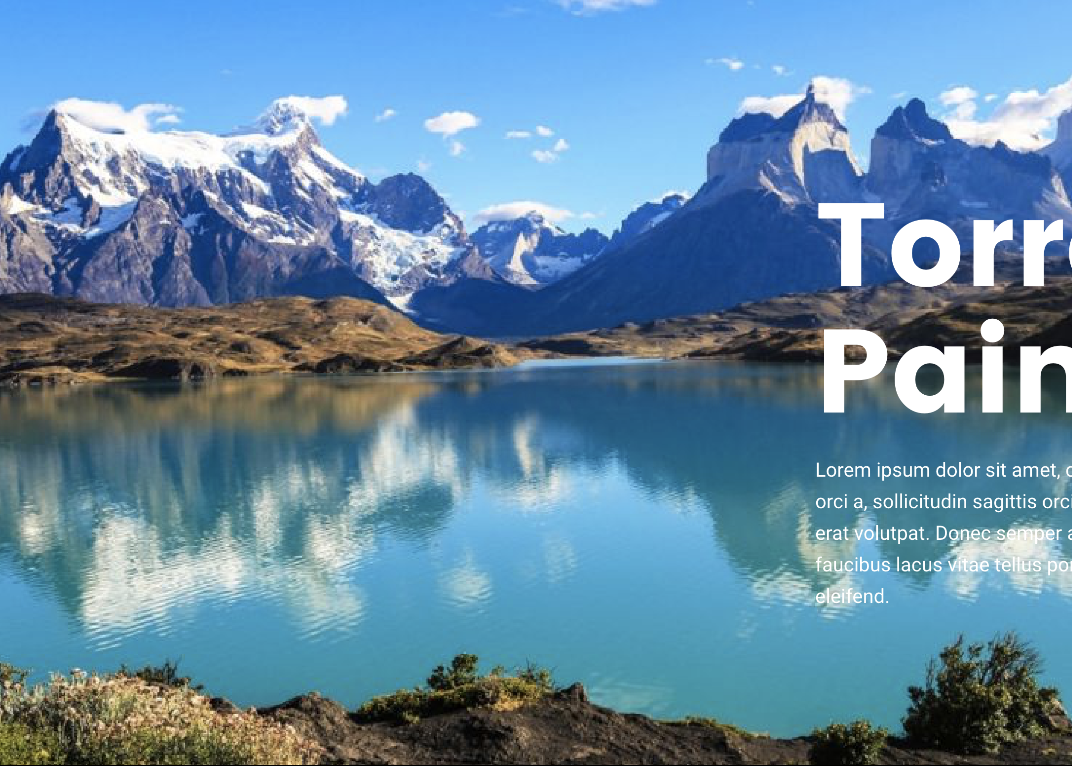 Torr
Pain
Lorem ipsum dolor sit amet,
orci a, sollicitudin sagittis orci
erat volutpat. Donec semper a
faucibus lacus vitae tellus por
eleifend.